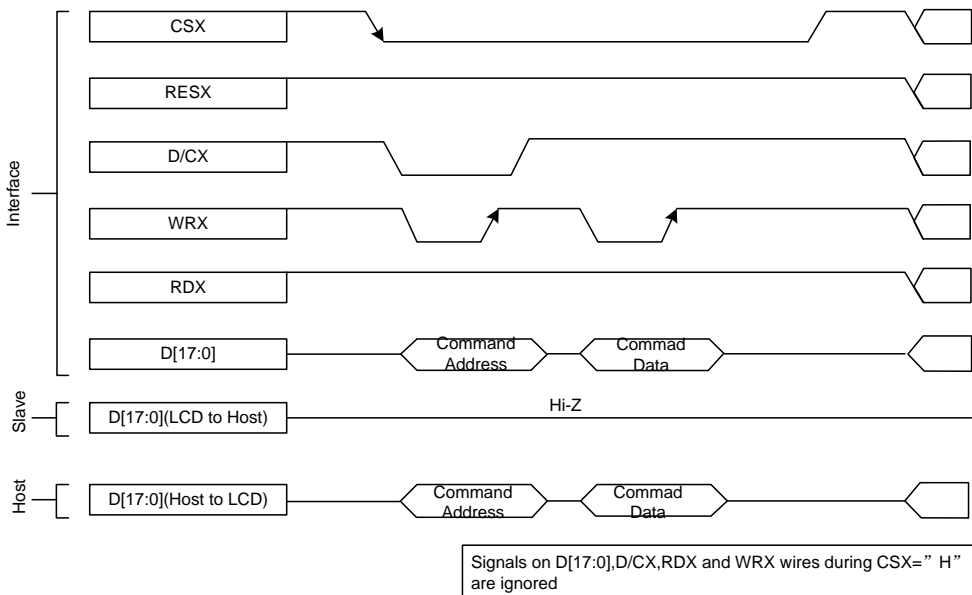 CSX
RESX
D/CX
WRX
RDX
D[17:0]
Command
Address
Commad
Data
Interface
Hi-Z
D[17:0](LCD to Host)
Slave
D[17:0](Host to LCD)
Command
Address
Commad
Data
Host
Signals on D[17:0],D/CX,RDX and WRX wires during CSX=”H”
are ignored